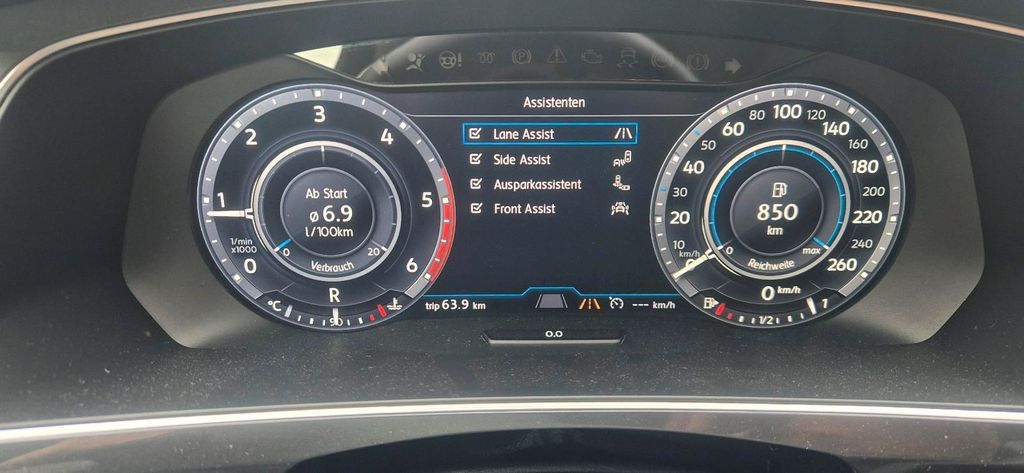 Assistenten
Lane Assist
Side Assist
Ausparkassistent
Front Assist
0
1
2
3
4
5
6
1/min
x1000
Ab Start
ø 6.9
l/100km
0
20
Verbrauch
R
°C
90
trip 63.9 km
--- km/h
0.0
0
10
km/h
20
30
40
50
60
80
100
120
140
160
180
200
220
240
260
850
km
0
max
Reichweite
0 km/h
1/2
1